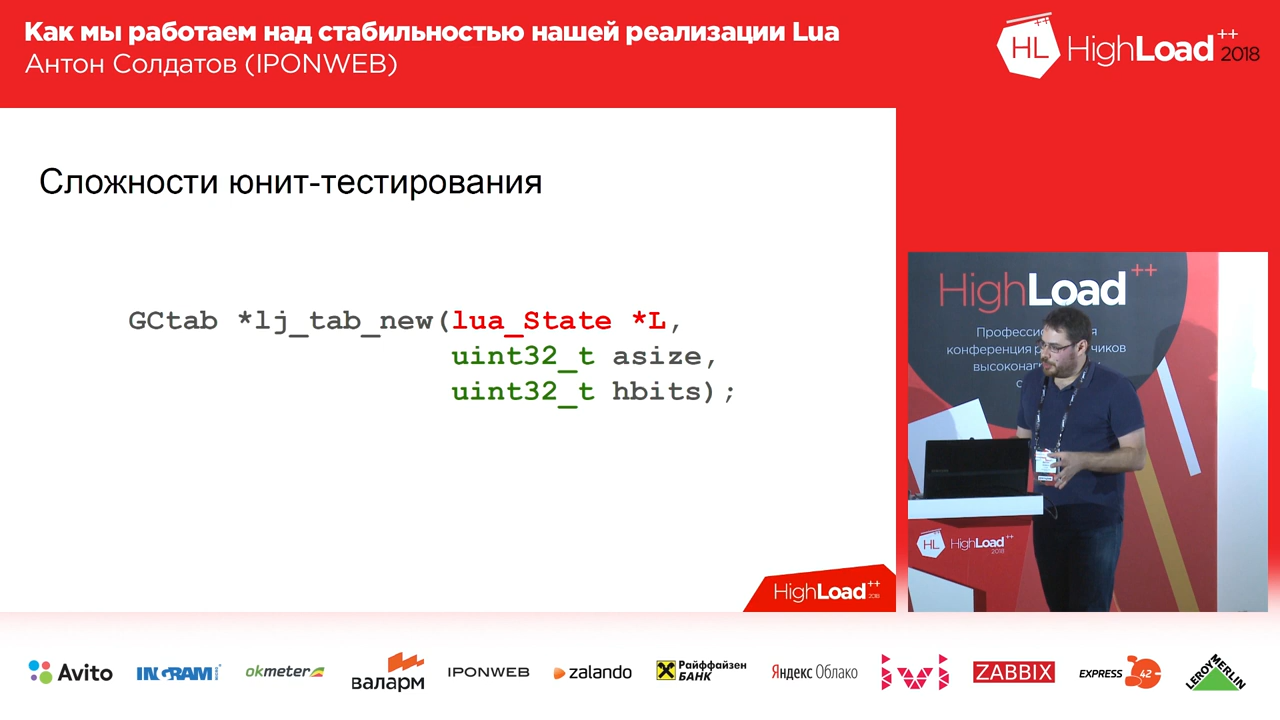 Как мы работаем над стабильностью нашей реализации Lua
Антон Солдатов (IPONWEB)
HL HighLoad++ 2018
Сложности юнит-тестирования
GCtab *lj_tab_new(lua_State *L,
uint32_t asize,
uint32_t hbits);
HighLoad++ 2018
HighLoad++
конференция
HL HighLoad++ 2018
Avito
INGRAM
okmeter
валарм
IPONWEB
zalando
Райффайзен
БАНК
Яндекс Облако
ivi
ZABBIX
EXPRESS 42
LEROY MERLIN